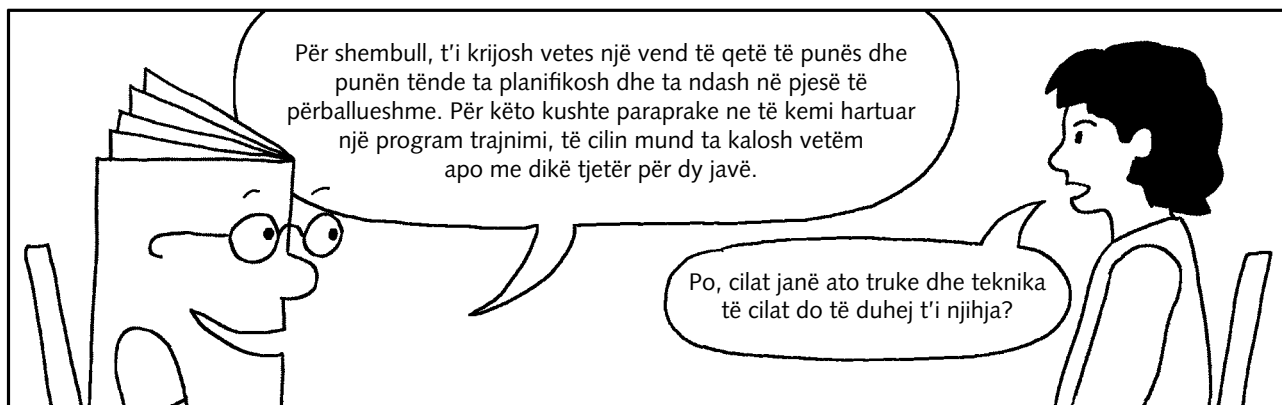 Për shembull, t'i krijosh vetes një vend të qetë të punës dhe
punën tënde ta planifikosh dhe ta ndash në pjesë të
përballueshme. Për këto kushte paraprake ne të kemi hartuar
një program trajnimi, të cilin mund ta kalosh vetëm
apo me dikë tjetër për dy javë.
Po, cilat janë ato truke dhe teknika
të cilat do të duhej t'i njihja?